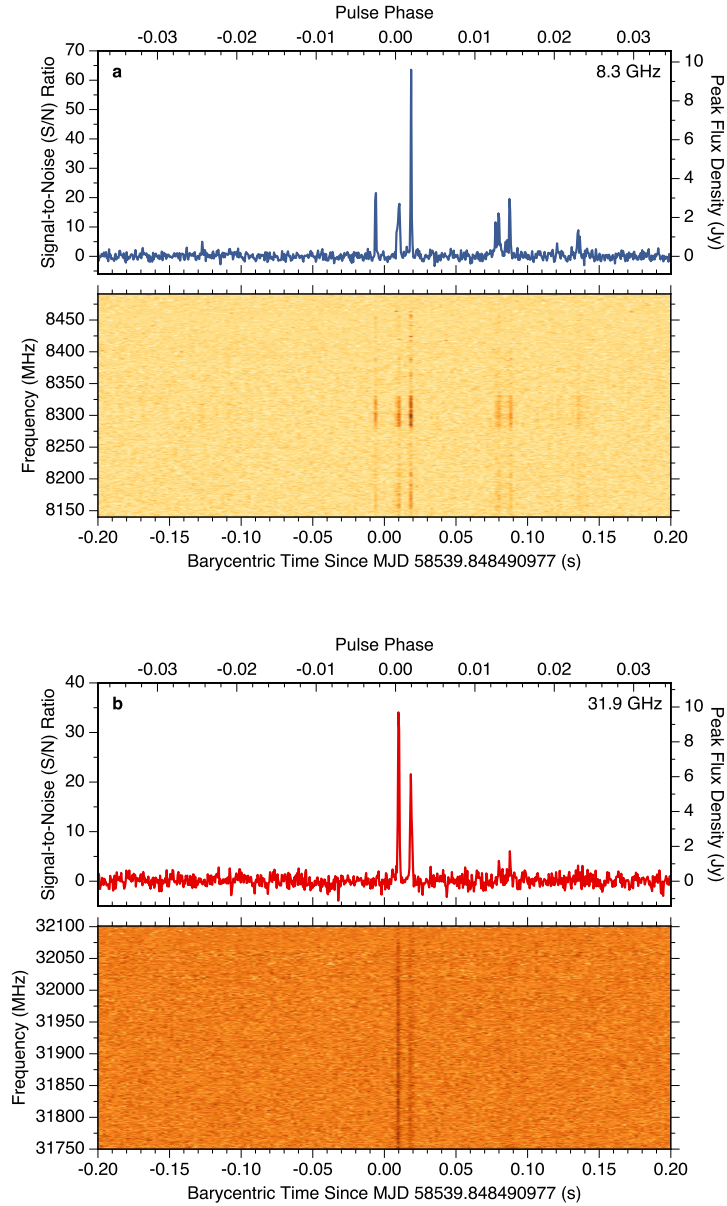 Pulse Phase
-0.03 -0.02 -0.01 0.00 0.01 0.02 0.03
a 8.3 GHz
Signal-to-Noise (S/N) Ratio
70
60
50
40
30
20
10
0
Peak Flux Density (Jy)
10
8
6
4
2
0
Frequency (MHz)
8450
8400
8350
8300
8250
8200
8150
-0.20 -0.15 -0.10 -0.05 0.00 0.05 0.10 0.15 0.20
Barycentric Time Since MJD 58539.848490977 (s)
Pulse Phase
-0.03 -0.02 -0.01 0.00 0.01 0.02 0.03
b 31.9 GHz
Signal-to-Noise (S/N) Ratio
40
30
20
10
0
Peak Flux Density (Jy)
10
8
6
4
2
0
Frequency (MHz)
32100
32050
32000
31950
31900
31850
31800
31750
-0.20 -0.15 -0.10 -0.05 0.00 0.05 0.10 0.15 0.20
Barycentric Time Since MJD 58539.848490977 (s)